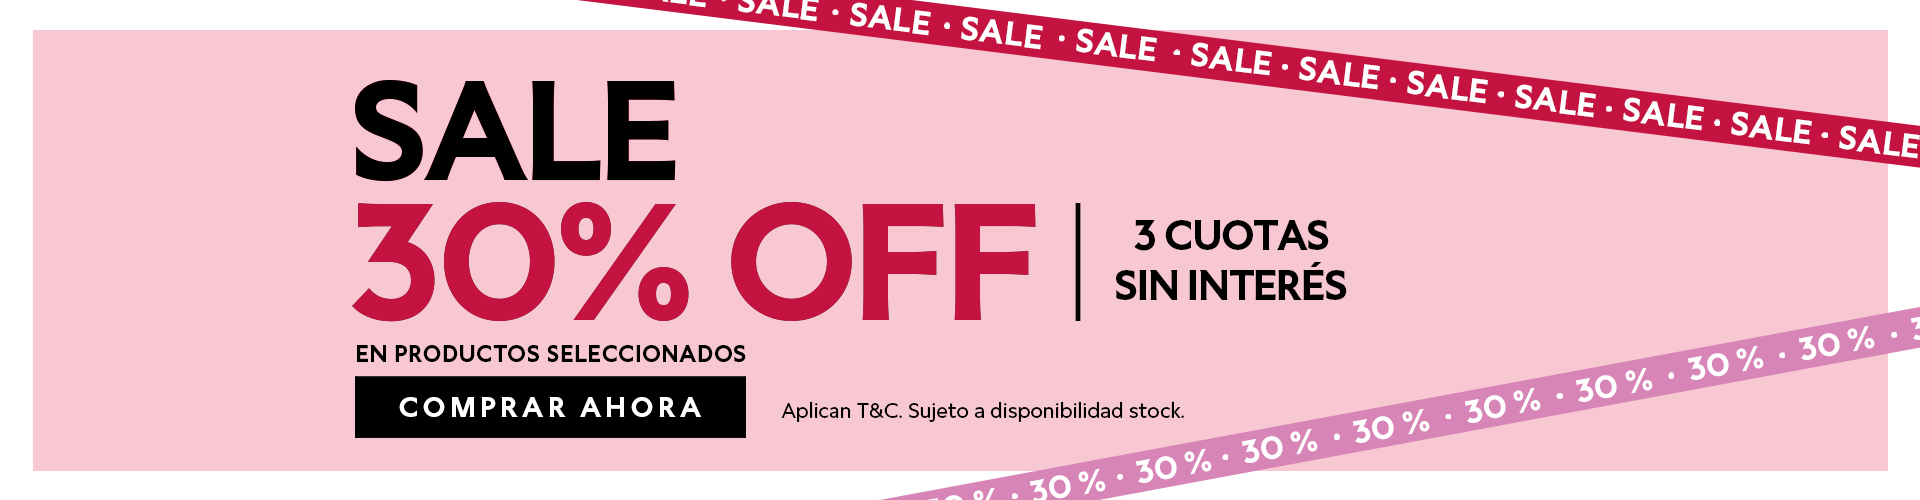 SALE · SALE · SALE · SALE · SALE · SALE · SALE · SALE · SALE · SALE · SALE
SALE
30% OFF
3 CUOTAS
SIN INTERÉS
EN PRODUCTOS SELECCIONADOS
COMPRAR AHORA
Aplican T&C. Sujeto a disponibilidad stock.
30 % · 30 % · 30 % · 30 % · 30 % · 30 % · 30 % · 30 % ·